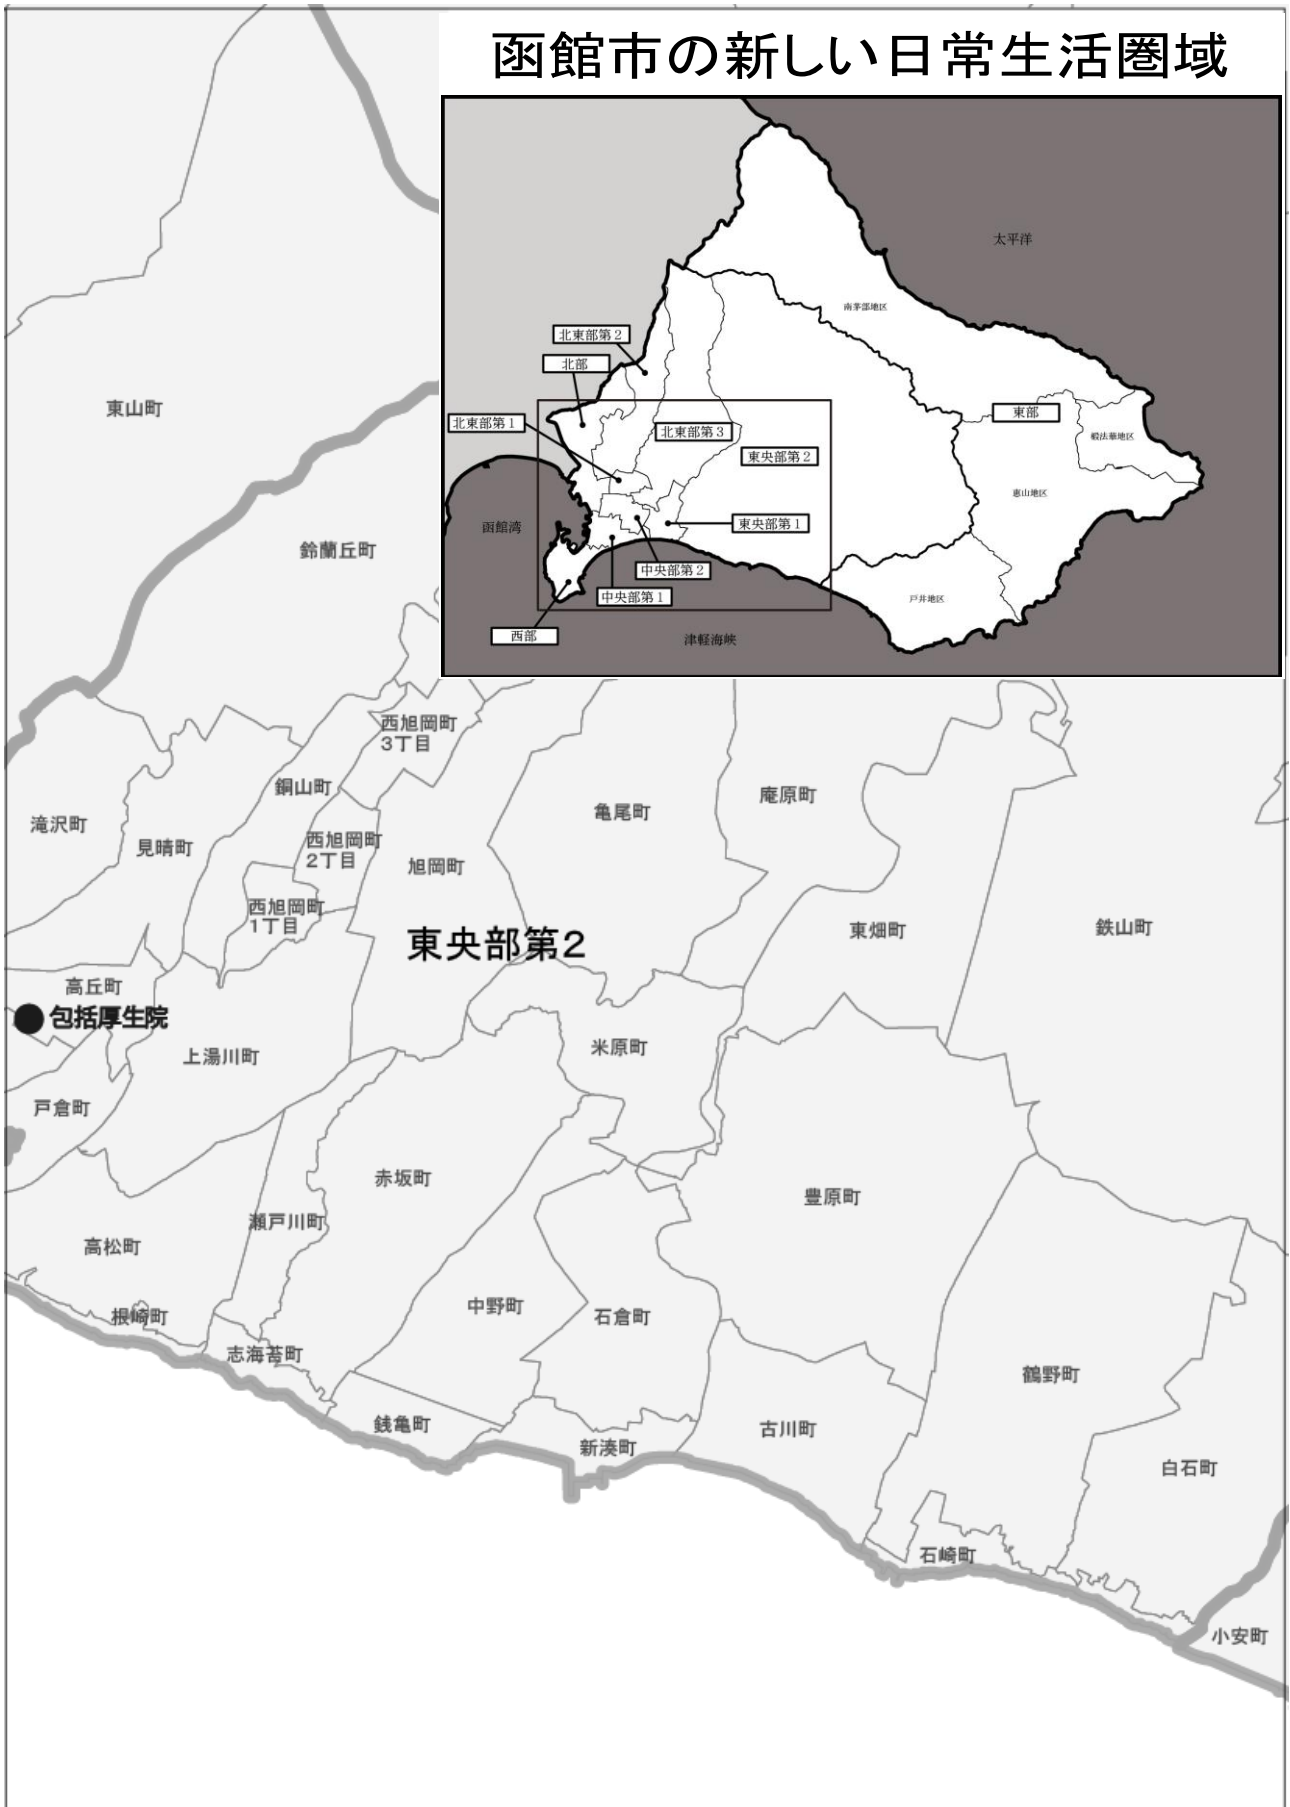 函館市の新しい日常生活圏域
太平洋
南茅部地区
北東部第２
北部
北東部第１
北東部第３
東部
椴法華地区
東央部第２
恵山地区
函館湾
東央部第１
中央部第２
中央部第１
戸井地区
西部
津軽海峡
東山町
鈴蘭丘町
西旭岡町
３丁目
銅山町
滝沢町
見晴町
西旭岡町
２丁目
旭岡町
亀尾町
庵原町
西旭岡町
１丁目
東央部第２
東畑町
鉄山町
高丘町
包括厚生院
上湯川町
米原町
戸倉町
赤坂町
豊原町
瀬戸川町
高松町
根崎町
中野町
石倉町
志海苔町
鶴野町
銭亀町
新湊町
古川町
白石町
石崎町
小安町